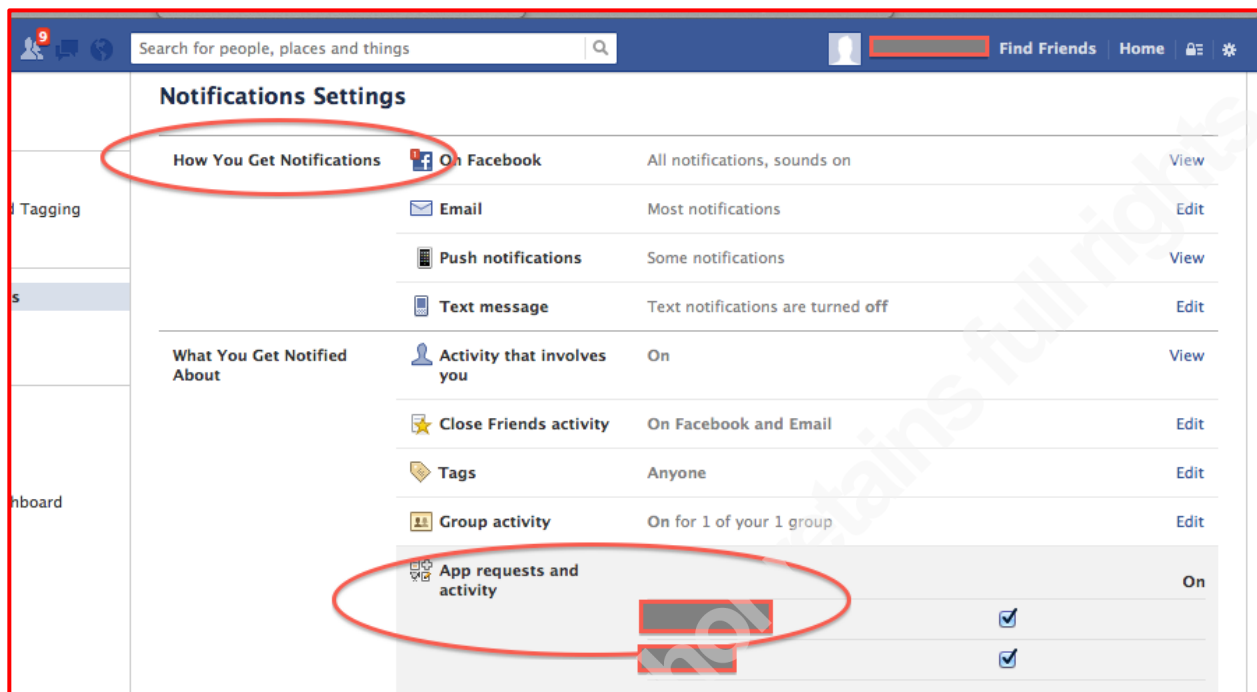 9
Search for people, places and things
Find Friends Home
Notifications Settings
How You Get Notifications
On Facebook All notifications, sounds on View
d Tagging
Email Most notifications Edit
Push notifications Some notifications View
s
Text message Text notifications are turned off Edit
What You Get Notified About
Activity that involves you On View
Close Friends activity On Facebook and Email Edit
Tags Anyone Edit
hboard
Group activity On for 1 of your 1 group Edit
App requests and activity On
hor retains full rights